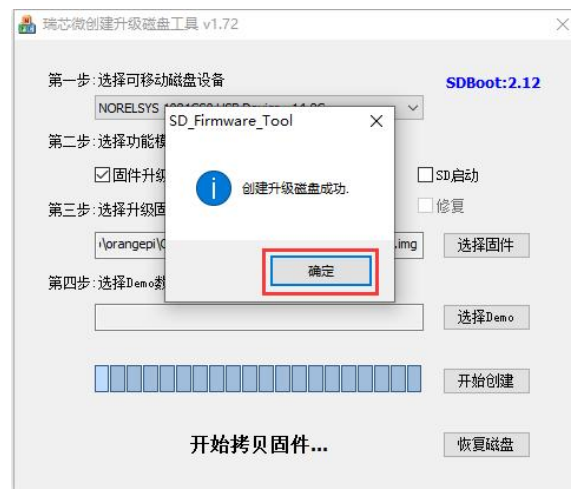 瑞芯微创建升级磁盘工具 v1.72
第一步:选择可移动磁盘设备
SDBoot:2.12
NORELSYS
SD_Firmware_Tool
第二步:选择功能模
固件升级
SD启动
创建升级磁盘成功.
修复
第三步:选择升级固
\orangepi\
.img
选择固件
确定
第四步:选择Demo数
选择Demo
开始创建
开始拷贝固件...
恢复磁盘